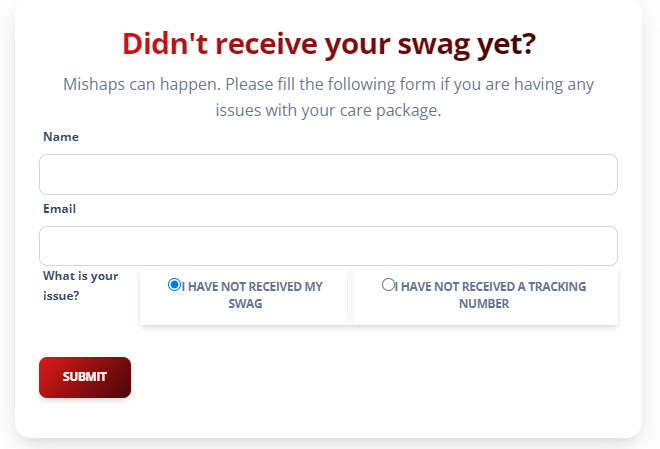 Didn't receive your swag yet?
Mishaps can happen. Please fill the following form if you are having any
issues with your care package.
Name
Email
What is your
issue?
I HAVE NOT RECEIVED MY
SWAG
I HAVE NOT RECEIVED A TRACKING
NUMBER
SUBMIT